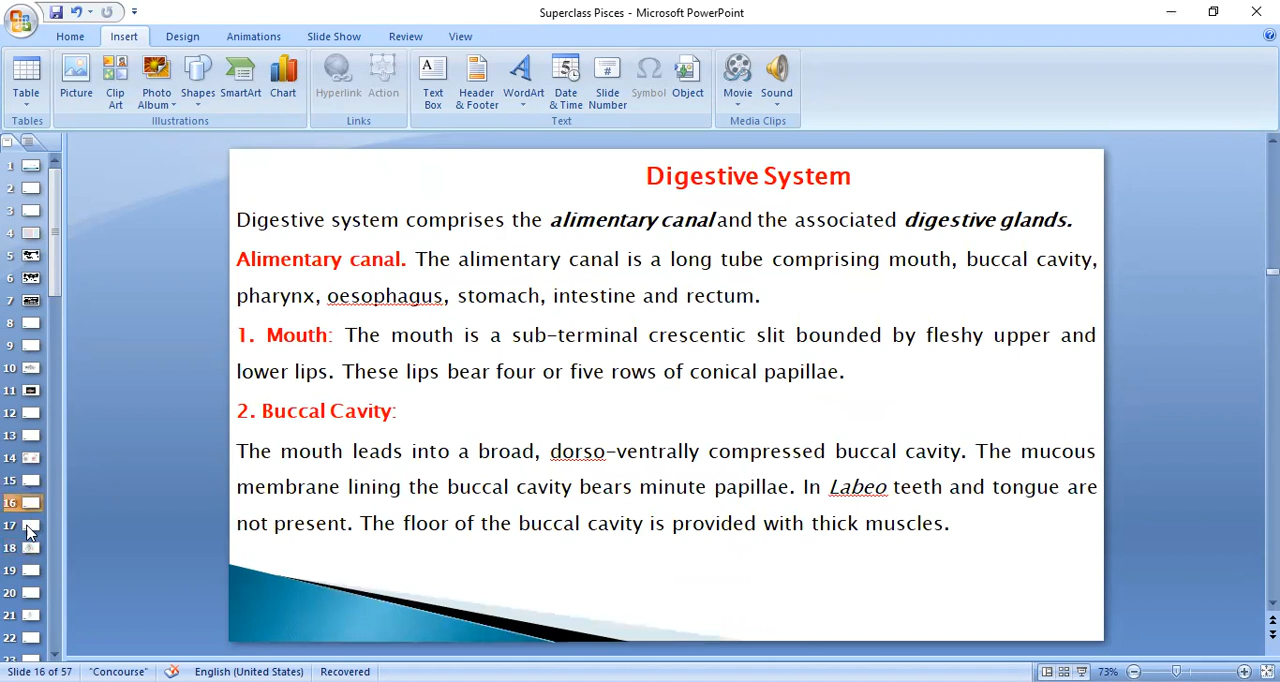 Superclass Pisces - Microsoft PowerPoint
Home Insert Design Animations Slide Show Review View
Table
Picture
Clip Art
Photo Album
Shapes
SmartArt
Chart
Hyperlink
Action
Text Box
Header & Footer
WordArt
Date & Time
Slide Number
Symbol
Object
Movie
Sound
Tables Illustrations Links Text Media Clips
1
2
3
4
5
6
7
8
9
10
11
12
13
14
15
16
17
18
19
20
21
22
Digestive System
Digestive system comprises the alimentary canal and the associated digestive glands.
Alimentary canal. The alimentary canal is a long tube comprising mouth, buccal cavity,
pharynx, oesophagus, stomach, intestine and rectum.
1. Mouth: The mouth is a sub-terminal crescentic slit bounded by fleshy upper and
lower lips. These lips bear four or five rows of conical papillae.
2. Buccal Cavity:
The mouth leads into a broad, dorso-ventrally compressed buccal cavity. The mucous
membrane lining the buccal cavity bears minute papillae. In Labeo teeth and tongue are
not present. The floor of the buccal cavity is provided with thick muscles.
Slide 16 of 57 "Concourse" English (United States) Recovered 73%